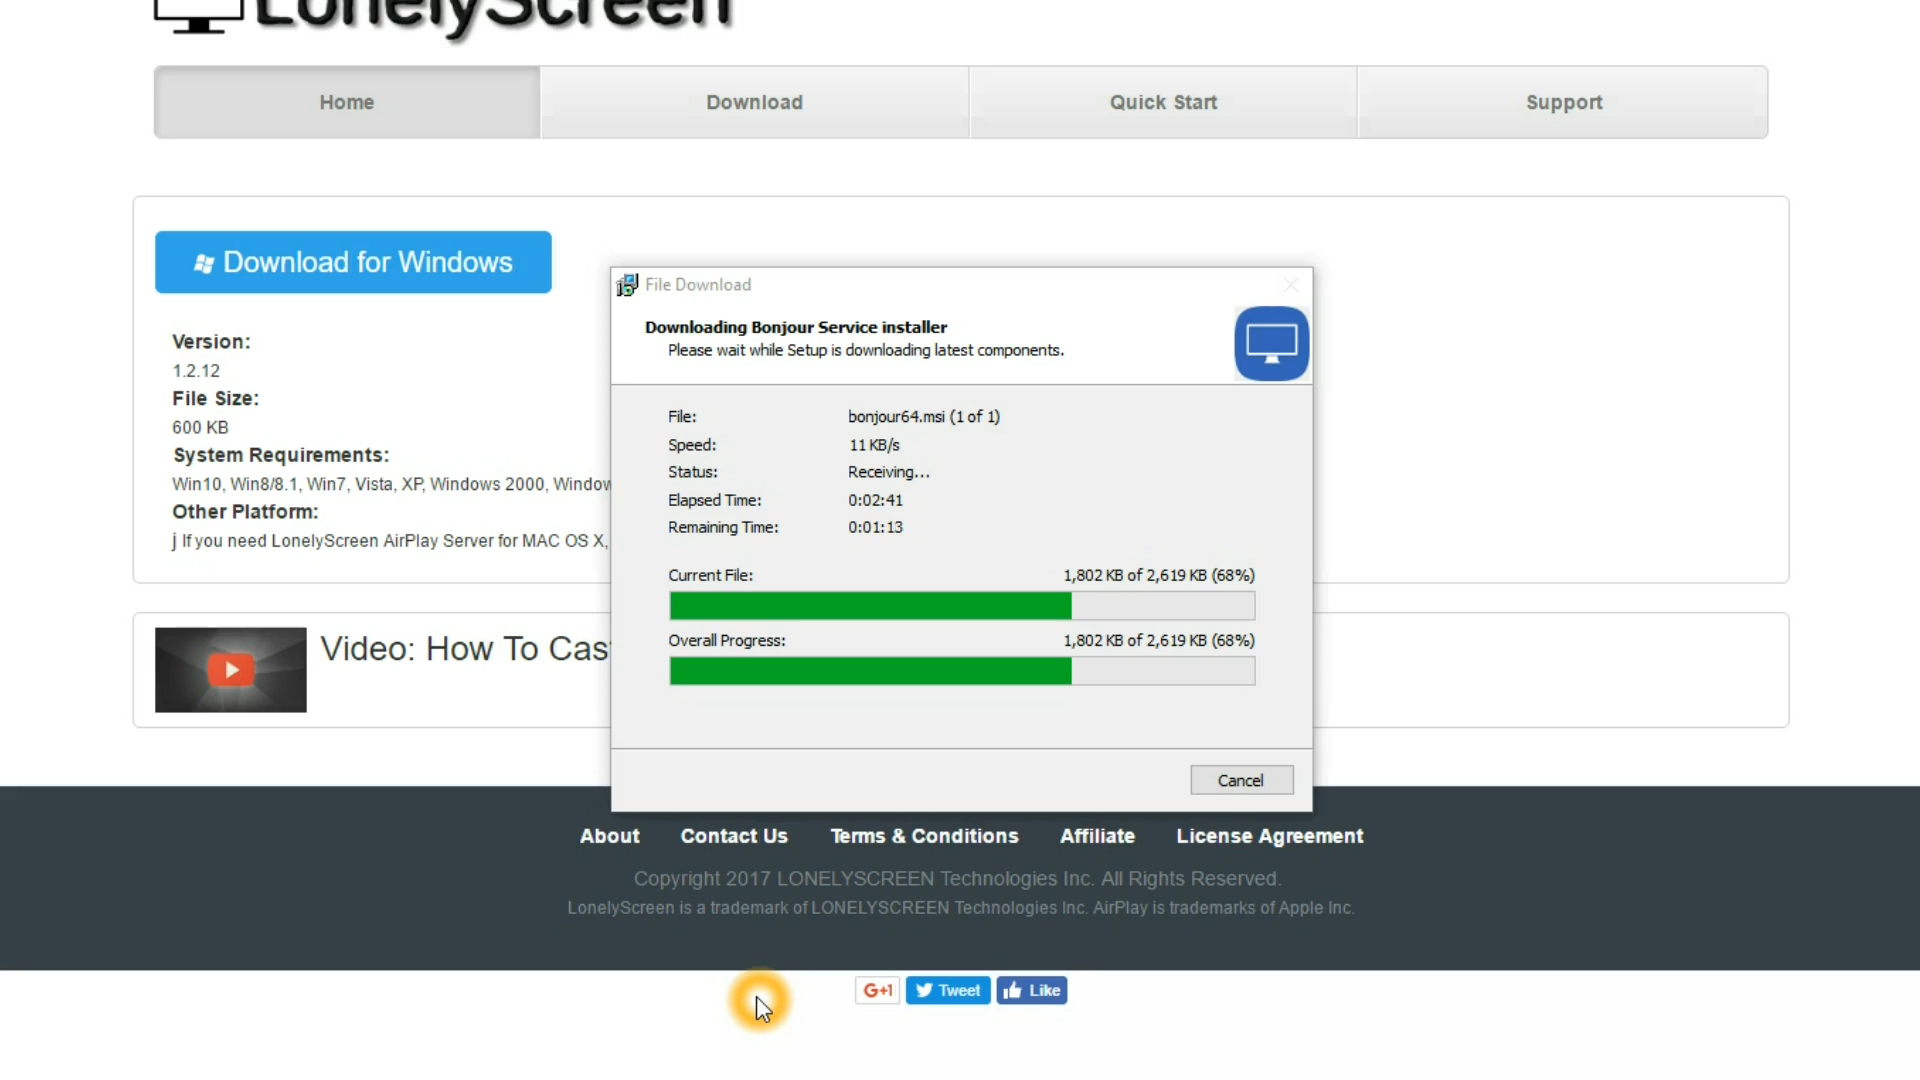 LonelyScreen
Home
Download
Quick Start
Support
Download for Windows
Version:
1.2.12
File Size:
600 KB
System Requirements:
Win10, Win8/8.1, Win7, Vista, XP, Windows 2000,
Other Platform:
j If you need LonelyScreen AirPlay Server for MAC OS X,
Video: How To
File Download
Downloading Bonjour Service installer
Please wait while Setup is downloading latest components.
File: bonjour64.msi (1 of 1)
Speed: 11 KB/s
Status: Receiving...
Elapsed Time: 0:02:41
Remaining Time: 0:01:13
Current File: 1,802 KB of 2,619 KB (68%)
Overall Progress: 1,802 KB of 2,619 KB (68%)
Cancel
About
Contact Us
Terms & Conditions
Affiliate
License Agreement
Copyright 2017 LONELYSCREEN Technologies Inc. All Rights Reserved.
LonelyScreen is a trademark of LONELYSCREEN Technologies Inc. AirPlay is trademarks of Apple Inc.
G+1
Tweet
Like